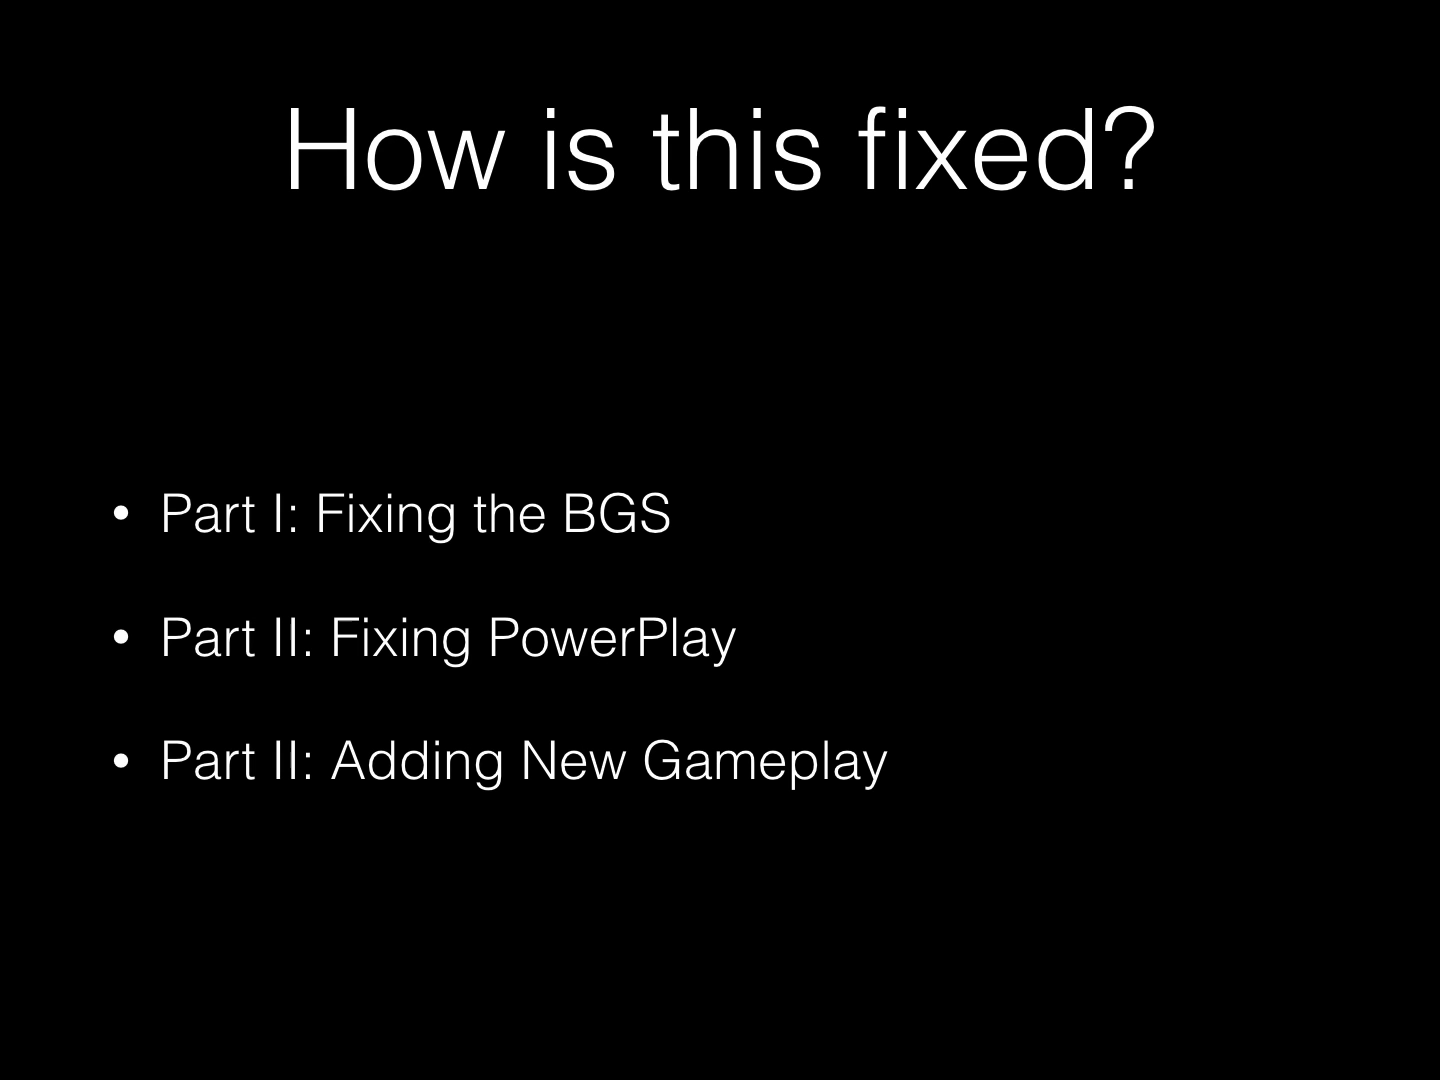 How is this fixed?
• Part I: Fixing the BGS
• Part II: Fixing PowerPlay
• Part II: Adding New Gameplay